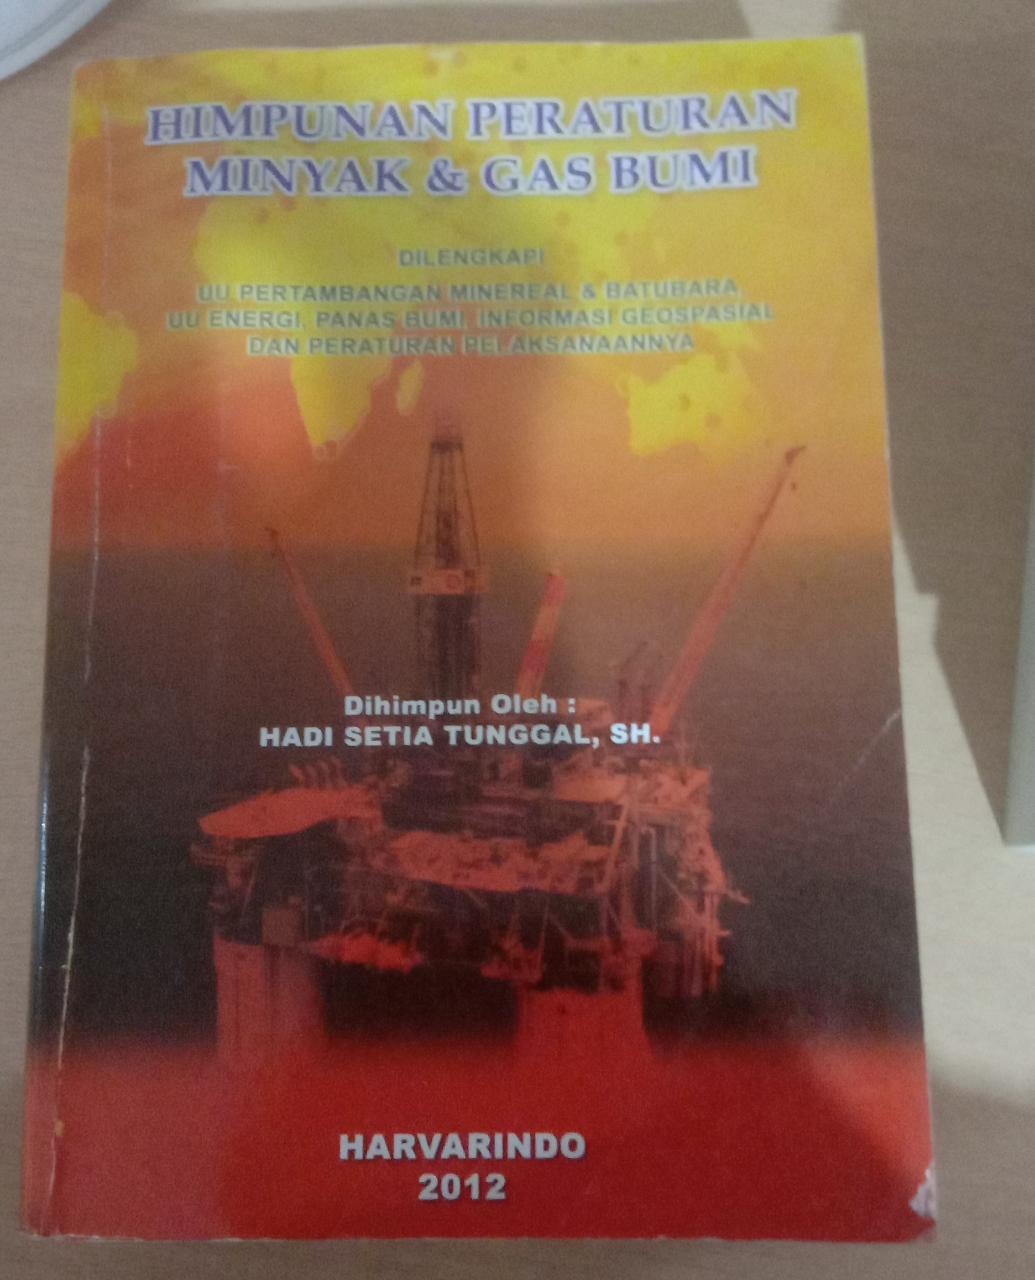 HIMPUNAN PERATURAN
MINYAK & GAS BUMI
DILENGKAPI
UU PERTAMBANGAN MINEREAL & BATUBARA,
UU ENERGI, PANAS BUMI, INFORMASI GEOSPASIAL
DAN PERATURAN PELAKSANAANNYA
Dihimpun Oleh :
HADI SETIA TUNGGAL, SH.
HARVARINDO
2012